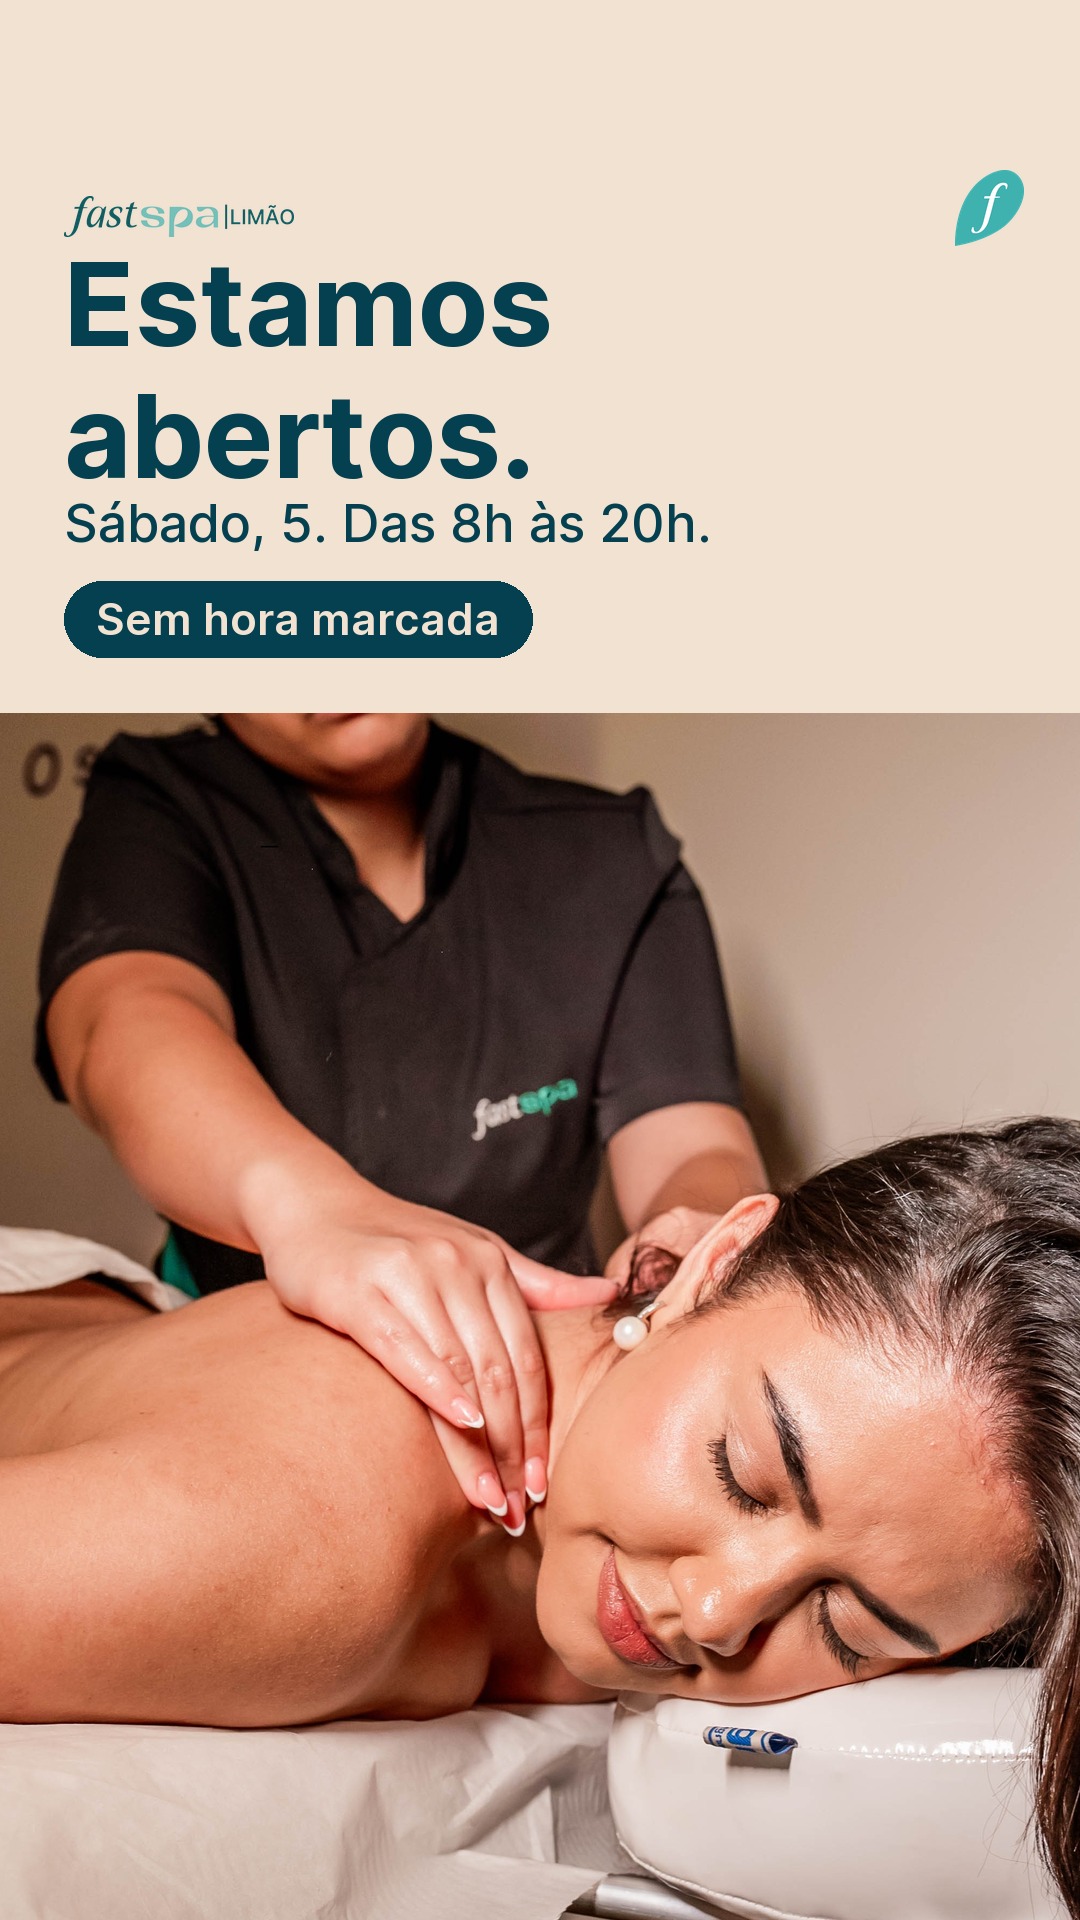 fastspa|LIMÃO
f
Estamos
abertos.
Sábado, 5. Das 8h às 20h.
Sem hora marcada
O S
fastspa